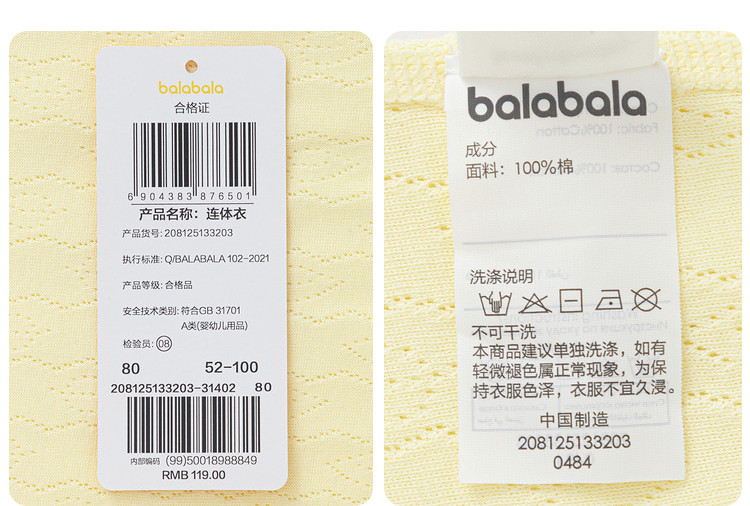 balabala
合格证
6904383876501
产品名称：连体衣
产品货号：208125133203
执行标准：Q/BALABALA 102-2021
产品等级：合格品
安全技术类别：符合GB 31701
A类(婴幼儿用品)
检验员：08
80 52-100
208125133203-31402 80
内部编码 (99)50018988849
RMB 119.00
balabala
成分
面料：100%棉
洗涤说明
不可干洗
本商品建议单独洗涤，如有
轻微褪色属正常现象，为保
持衣服色泽，衣服不宜久浸。
中国制造
208125133203
0484